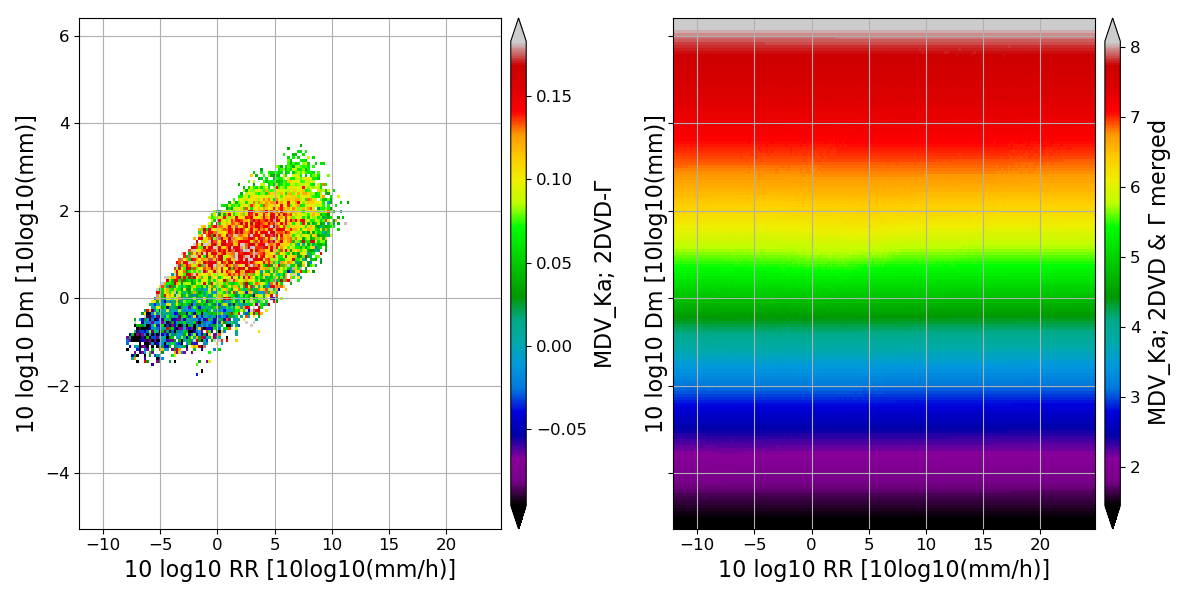 10 log10 Dm [10log10(mm)]
6
4
2
0
−2
−4
−10 −5 0 5 10 15 20
10 log10 RR [10log10(mm/h)]
0.15
0.10
0.05
0.00
−0.05
MDV_Ka; 2DVD-Γ
10 log10 Dm [10log10(mm)]
−10 −5 0 5 10 15 20
10 log10 RR [10log10(mm/h)]
8
7
6
5
4
3
2
MDV_Ka; 2DVD & Γ merged